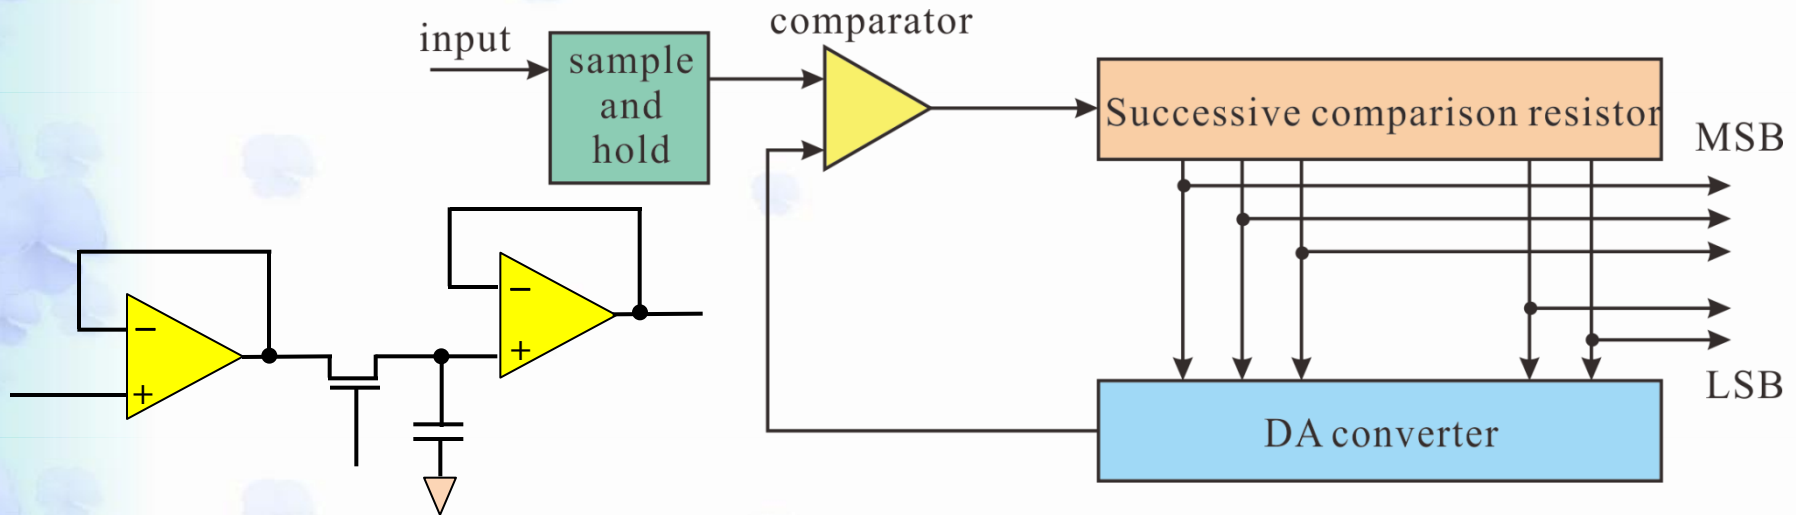 comparator
input
sample
and
hold
Successive comparison resistor
MSB
LSB
DA converter
−
+
−
+